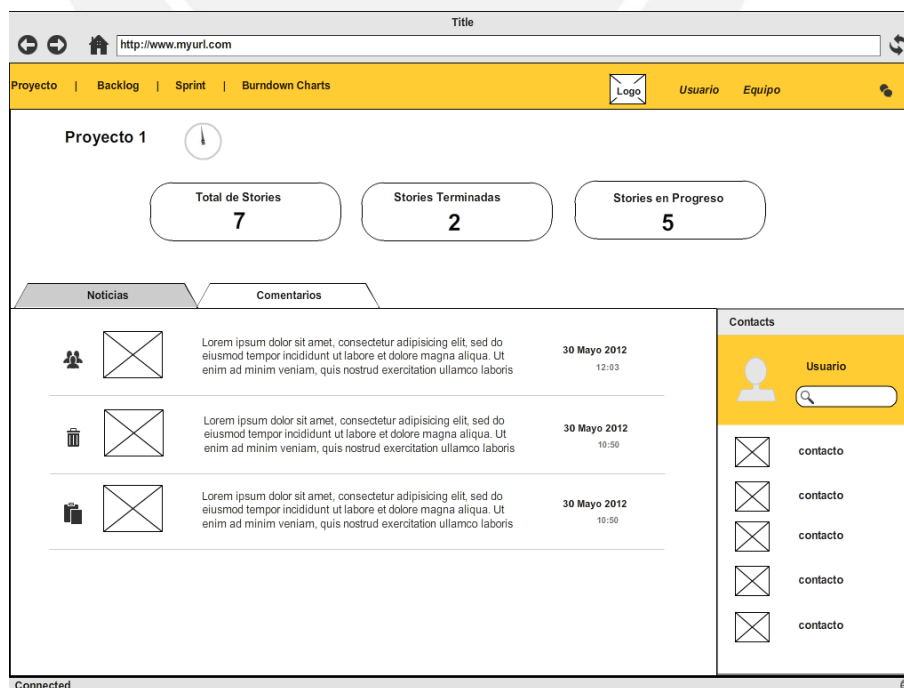 Title
http://www.myurl.com
Proyecto | Backlog | Sprint | Burndown Charts
Logo
Usuario
Equipo
Proyecto 1
Total de Stories
7
Stories Terminadas
2
Stories en Progreso
5
Noticias
Comentarios
Lorem ipsum dolor sit amet, consectetur adipisicing elit, sed do
eiusmod tempor incididunt ut labore et dolore magna aliqua. Ut
enim ad minim veniam, quis nostrud exercitation ullamco laboris
30 Mayo 2012
12:03
Lorem ipsum dolor sit amet, consectetur adipisicing elit, sed do
eiusmod tempor incididunt ut labore et dolore magna aliqua. Ut
enim ad minim veniam, quis nostrud exercitation ullamco laboris
30 Mayo 2012
10:50
Lorem ipsum dolor sit amet, consectetur adipisicing elit, sed do
eiusmod tempor incididunt ut labore et dolore magna aliqua. Ut
enim ad minim veniam, quis nostrud exercitation ullamco laboris
30 Mayo 2012
10:50
Contacts
Usuario
contacto
contacto
contacto
contacto
contacto
Connected